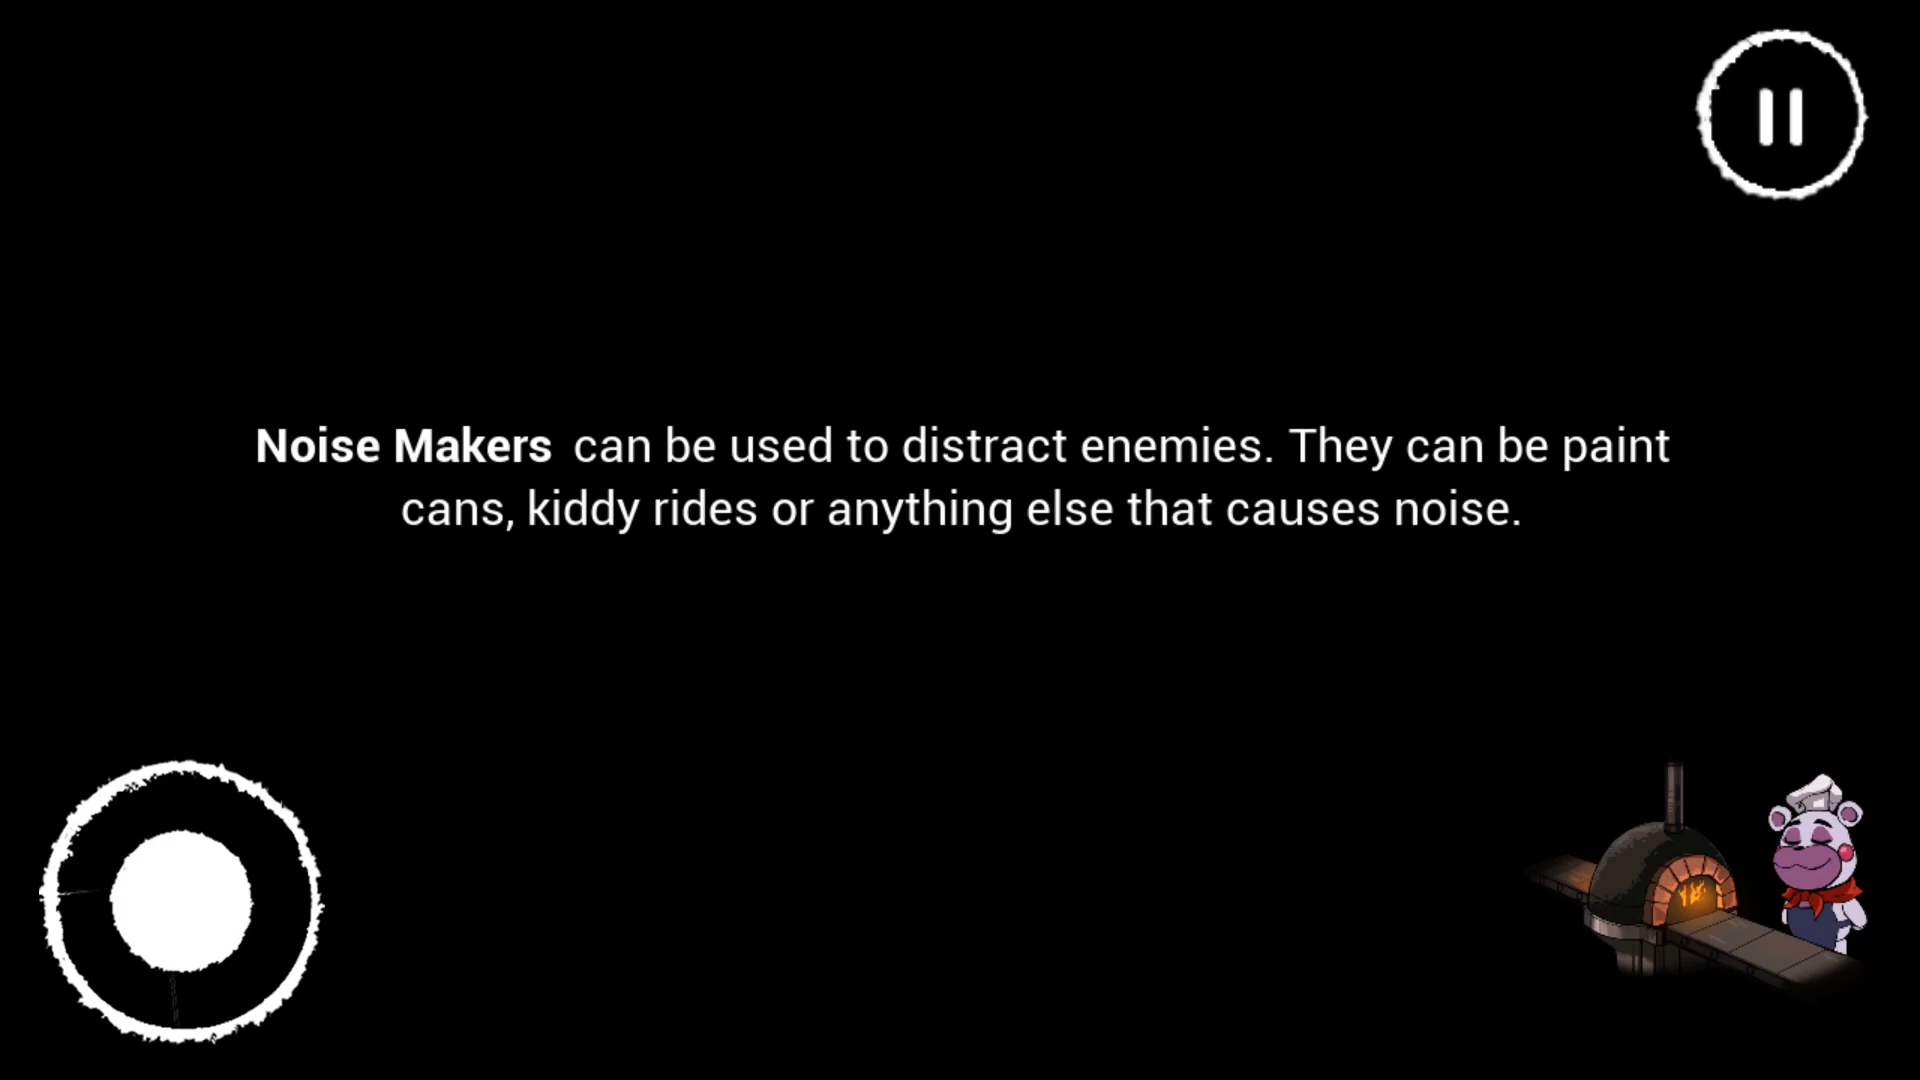 Noise Makers can be used to distract enemies. They can be paint
cans, kiddy rides or anything else that causes noise.